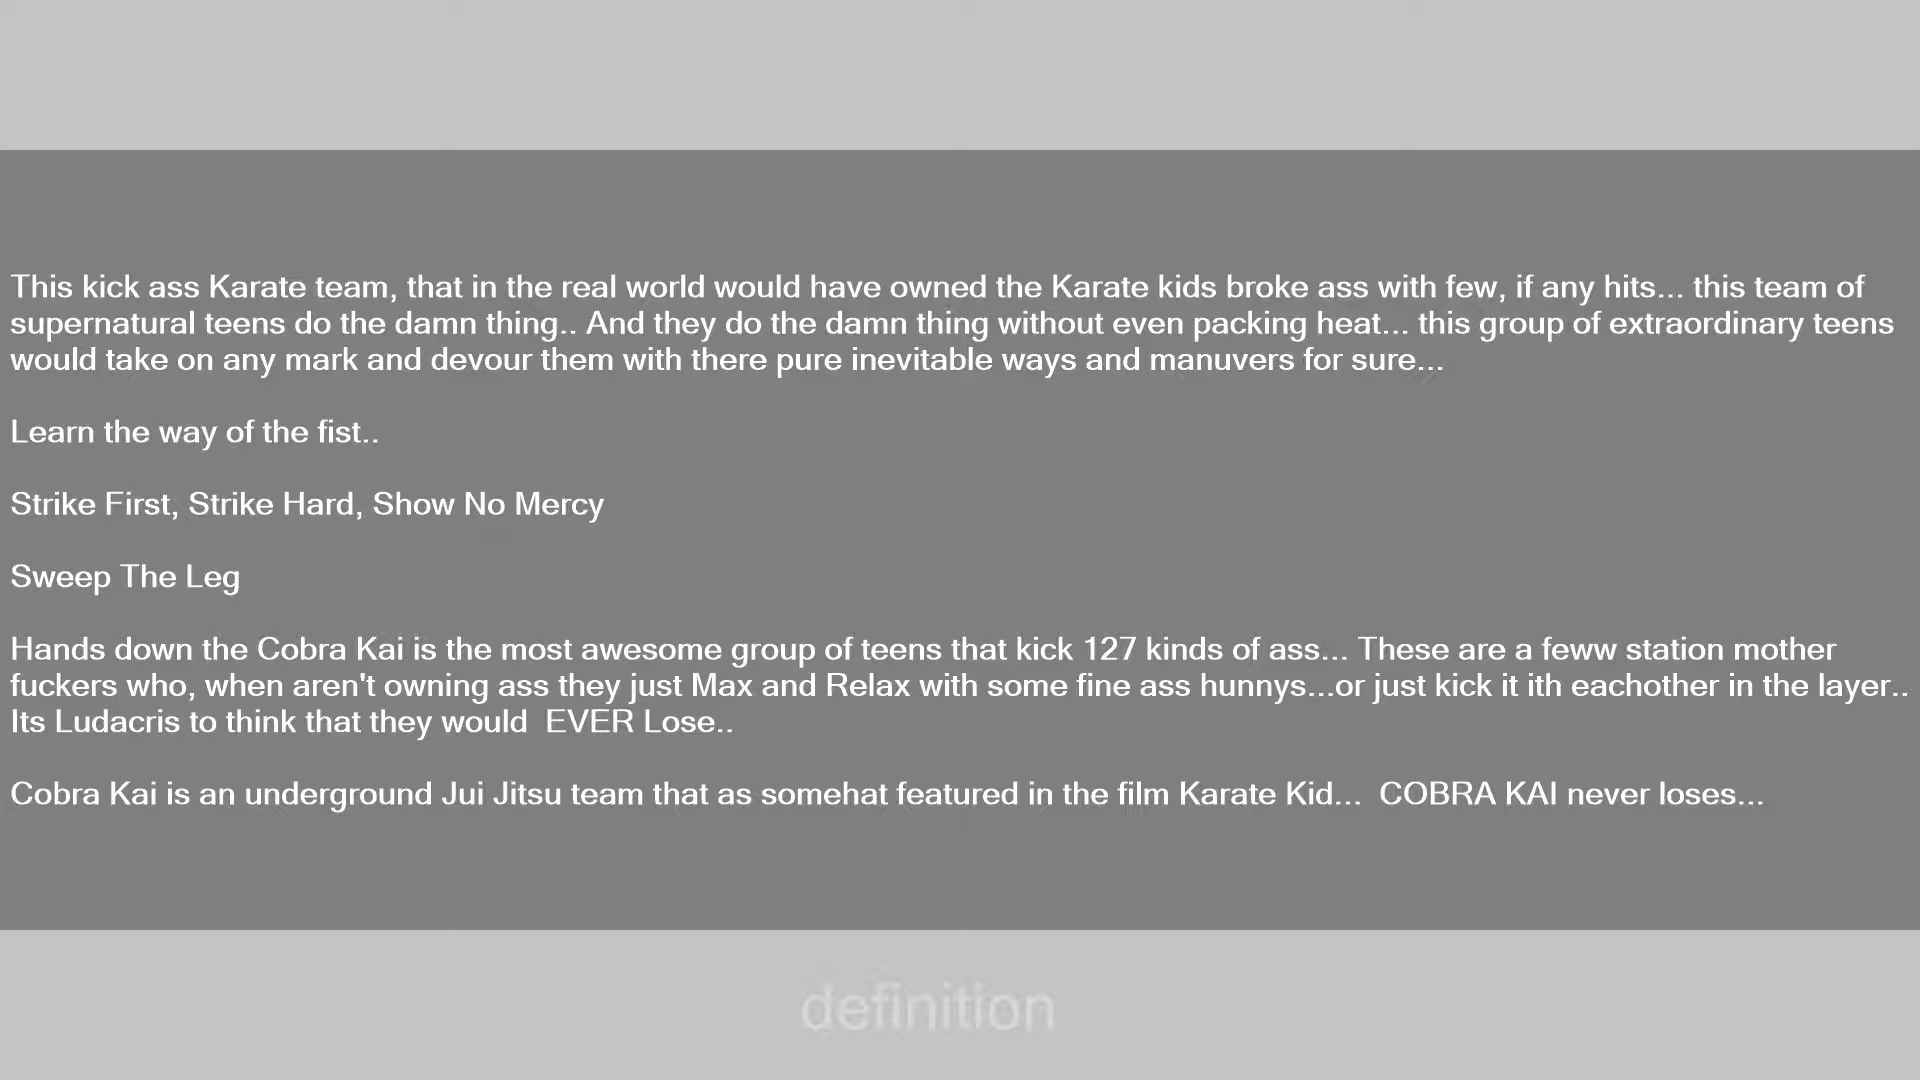 This kick ass Karate team, that in the real world would have owned the Karate kids broke ass with few, if any hits... this team of
supernatural teens do the damn thing.. And they do the damn thing without even packing heat... this group of extraordinary teens
would take on any mark and devour them with there pure inevitable ways and manuvers for sure...
Learn the way of the fist..
Strike First, Strike Hard, Show No Mercy
Sweep The Leg
Hands down the Cobra Kai is the most awesome group of teens that kick 127 kinds of ass... These are a feww station mother
fuckers who, when aren't owning ass they just Max and Relax with some fine ass hunnys...or just kick it ith eachother in the layer..
Its Ludacris to think that they would  EVER Lose..
Cobra Kai is an underground Jui Jitsu team that as somehat featured in the film Karate Kid...  COBRA KAI never loses...
definition